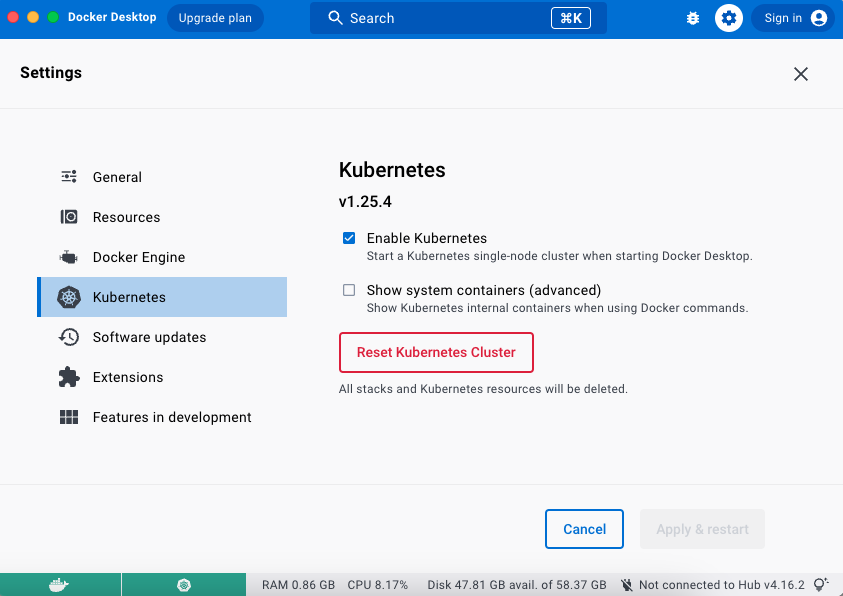 Docker Desktop Upgrade plan Search ⌘K Sign in
Settings
General
Resources
Docker Engine
Kubernetes
Software updates
Extensions
Features in development
Kubernetes
v1.25.4
Enable Kubernetes
Start a Kubernetes single-node cluster when starting Docker Desktop.
Show system containers (advanced)
Show Kubernetes internal containers when using Docker commands.
Reset Kubernetes Cluster
All stacks and Kubernetes resources will be deleted.
Cancel Apply & restart
RAM 0.86 GB CPU 8.17% Disk 47.81 GB avail. of 58.37 GB Not connected to Hub v4.16.2